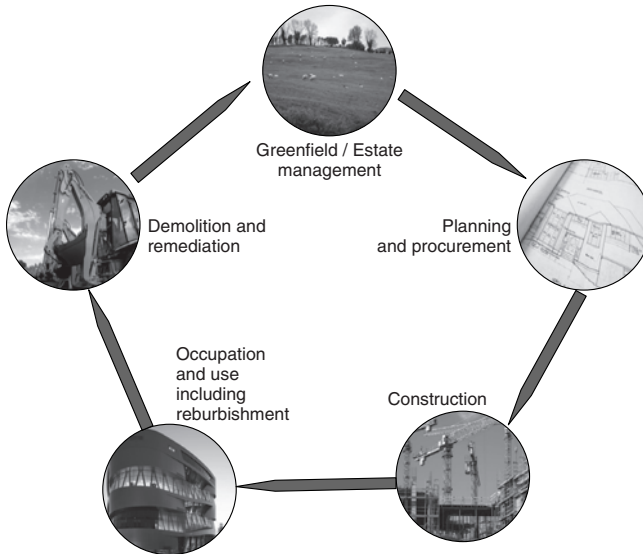 Greenfield / Estate
management
Planning
and procurement
Construction
Occupation
and use
including
reburbishment
Demolition and
remediation